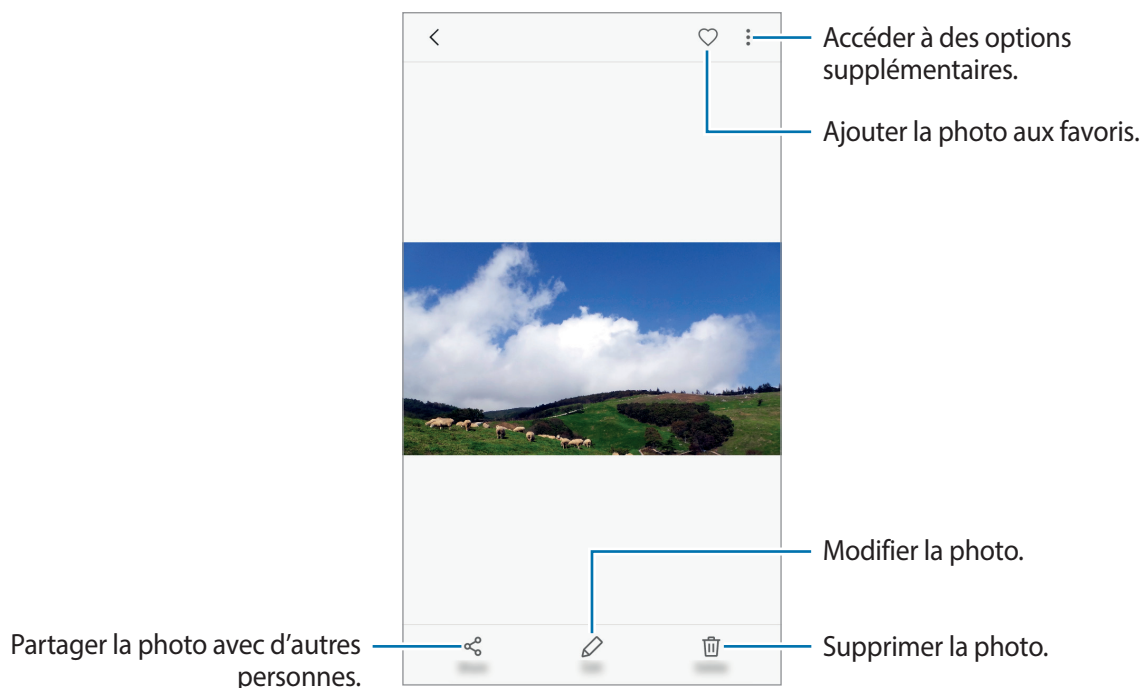 Accéder à des options
supplémentaires.
Ajouter la photo aux favoris.
Modifier la photo.
Partager la photo avec d'autres
personnes.
Supprimer la photo.